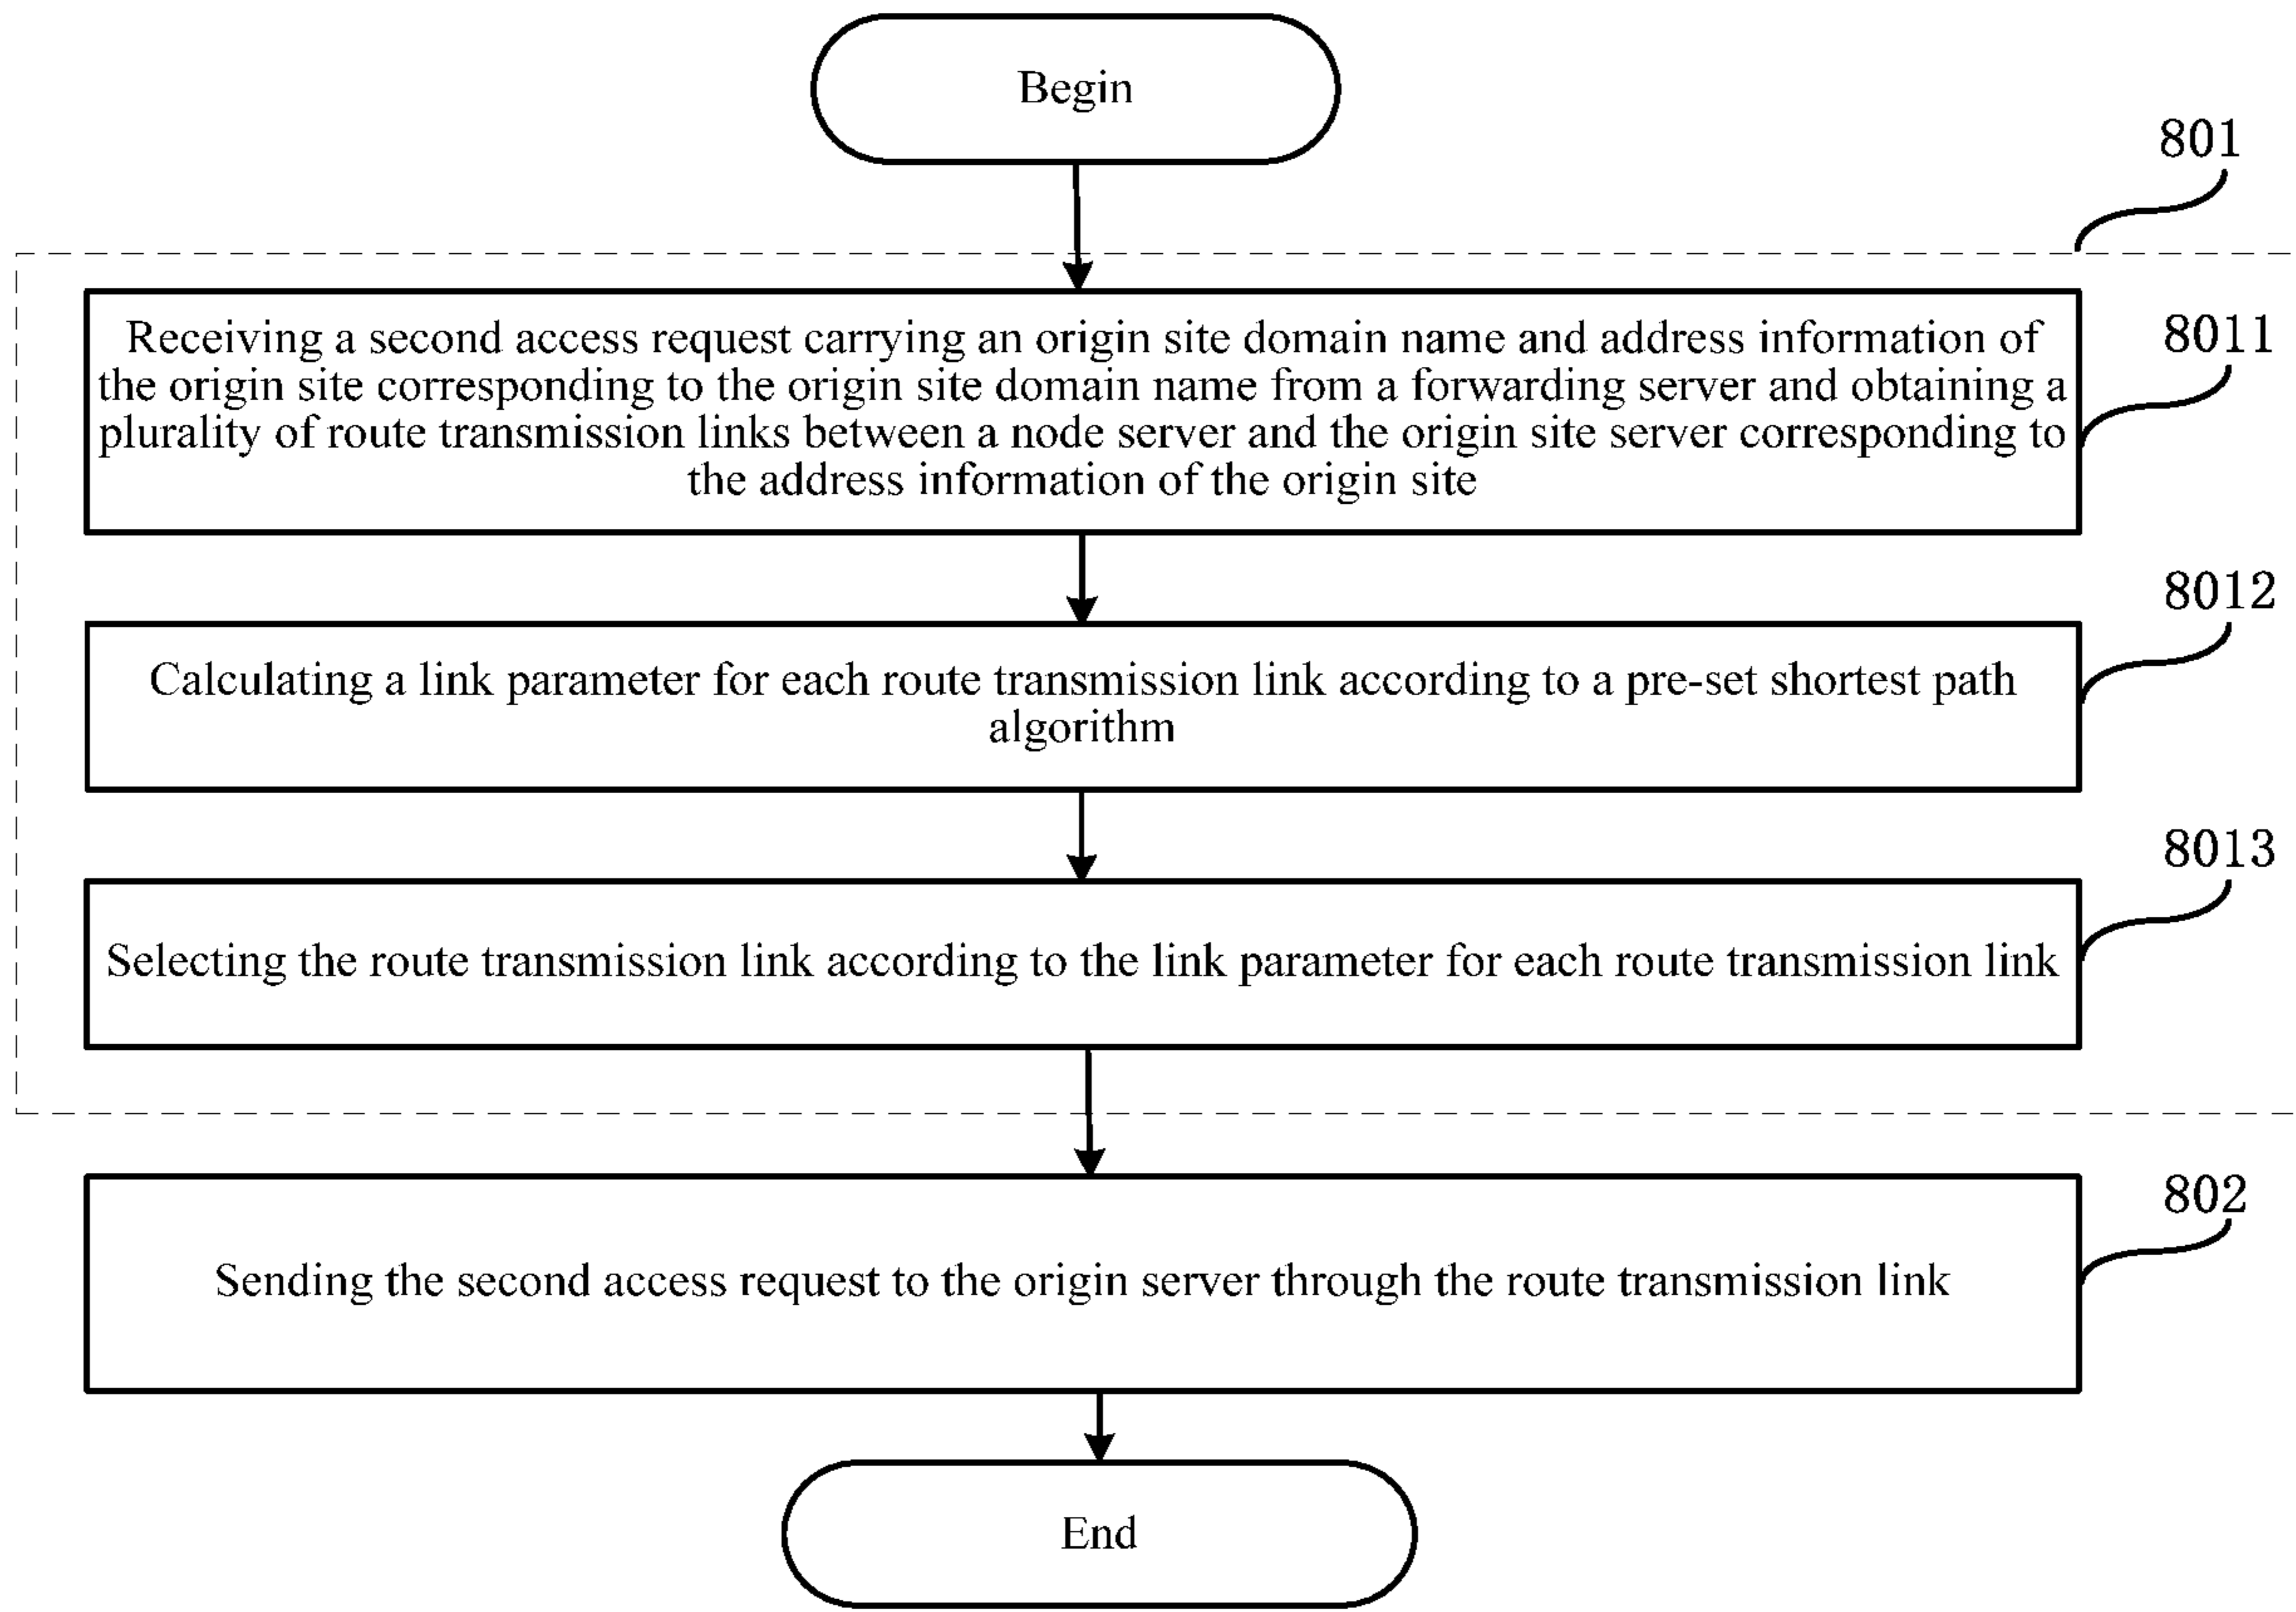 Begin
801
Receiving a second access request carrying an origin site domain name and address information of
the origin site corresponding to the origin site domain name from a forwarding server and obtaining a
plurality of route transmission links between a node server and the origin site server corresponding to
the address information of the origin site
8011
Calculating a link parameter for each route transmission link according to a pre-set shortest path
algorithm
8012
Selecting the route transmission link according to the link parameter for each route transmission link
8013
Sending the second access request to the origin server through the route transmission link
802
End